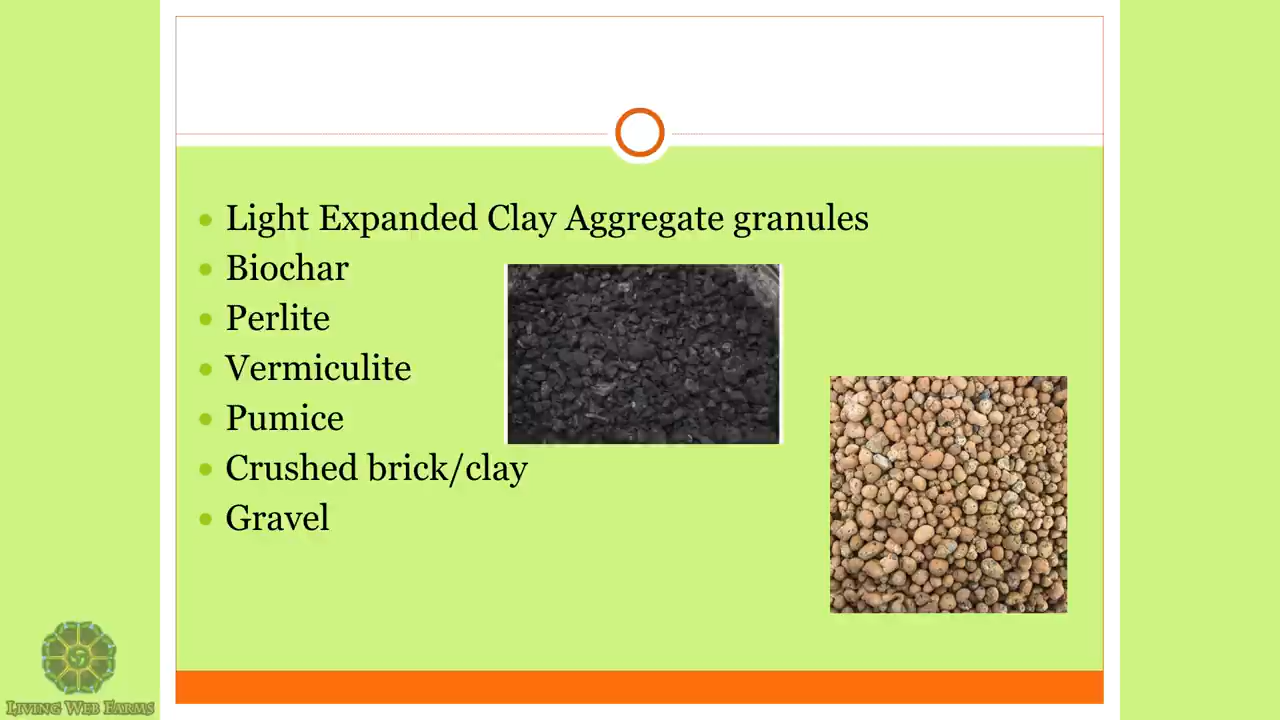 Light Expanded Clay Aggregate granules
Biochar
Perlite
Vermiculite
Pumice
Crushed brick/clay
Gravel
LIVING WEB FARMS